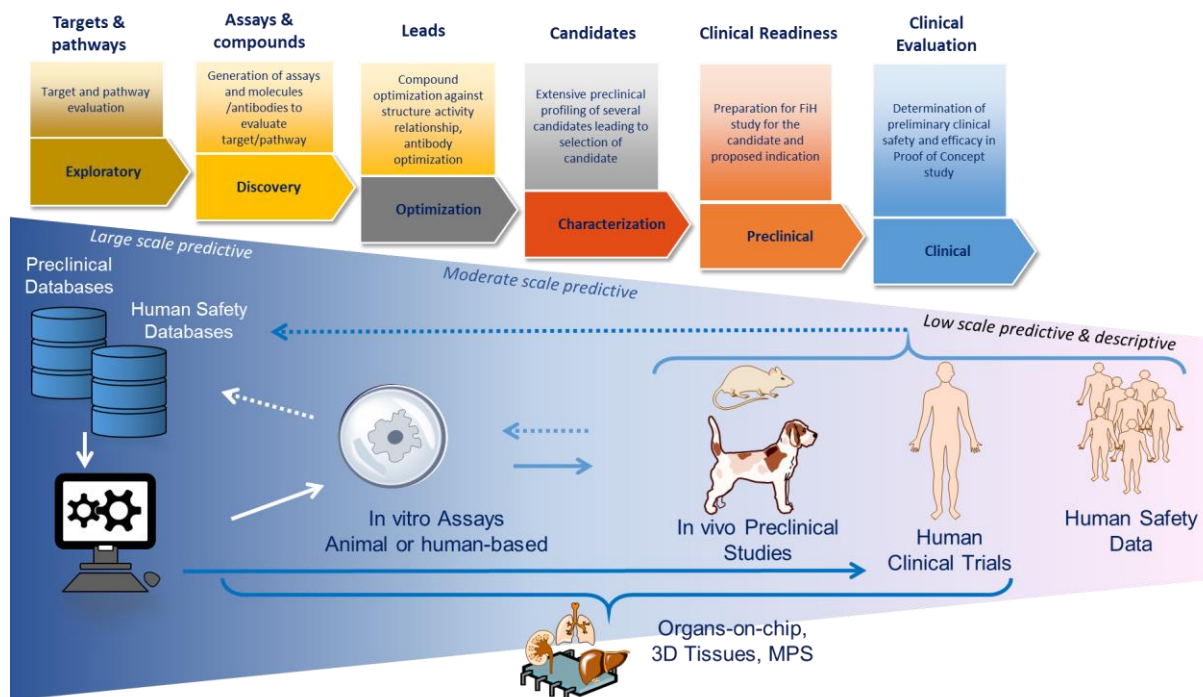 Targets &
pathways
Assays &
compounds
Leads
Candidates
Clinical Readiness
Clinical
Evaluation
Target and pathway
evaluation
Generation of assays
and molecules
/antibodies to
evaluate
target/pathway
Compound
optimization against
structure activity
relationship,
antibody
optimization
Extensive preclinical
profiling of several
candidates leading to
selection of
candidate
Preparation for FiH
study for the
candidate and
proposed indication
Determination of
preliminary clinical
safety and efficacy in
Proof of Concept
study
Exploratory
Discovery
Optimization
Characterization
Preclinical
Clinical
Large scale predictive
Moderate scale predictive
Low scale predictive & descriptive
Preclinical
Databases
Human Safety
Databases
In vitro Assays
Animal or human-based
In vivo Preclinical
Studies
Human
Clinical Trials
Human Safety
Data
Organs-on-chip,
3D Tissues, MPS